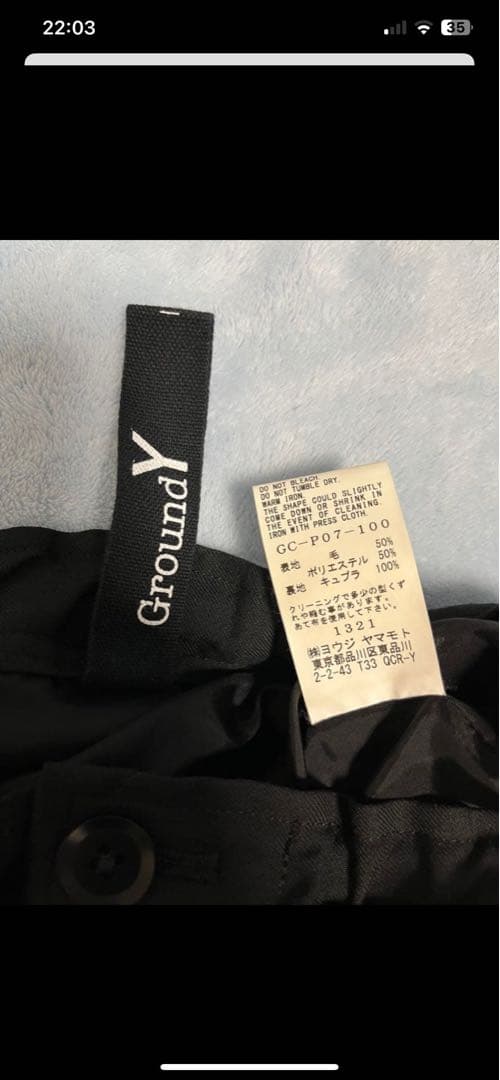 22:03
35
GroundY
DO NOT BLEACH.
DO NOT TUMBLE DRY.
WARM IRON.
THE SHAPE COULD SLIGHTLY
COME DOWN OR SHRINK IN
THE EVENT OF CLEANING.
IRON WITH PRESS CLOTH.
GC-P07-100
表地 毛 50%
ポリエステル 50%
裏地 キュプラ 100%
クリーニングで多少の型くず
れや縮む事があります。
あて布を使用して下さい。
1321
㈱ヨウジ ヤマモト
東京都品川区東品川
2-2-43 T33 QCR-Y